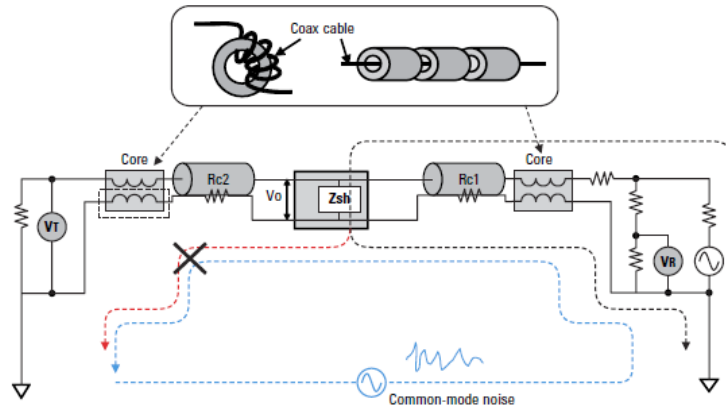 Coax cable
Core
Rc2
Vo
Zsh
Rc1
Core
VT
VR
Common-mode noise